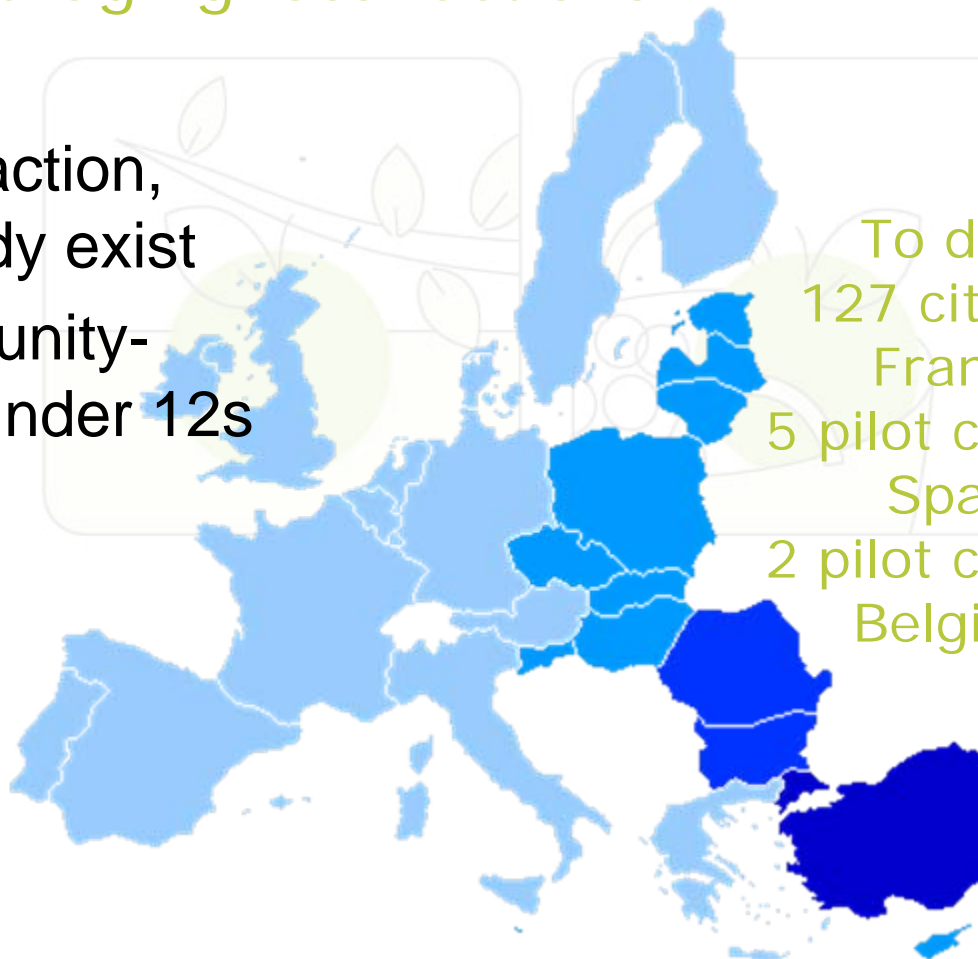 action,
dy exist
unity-
nder 12s
To d
127 cit
Fran
5 pilot c
Spa
2 pilot c
Belgi